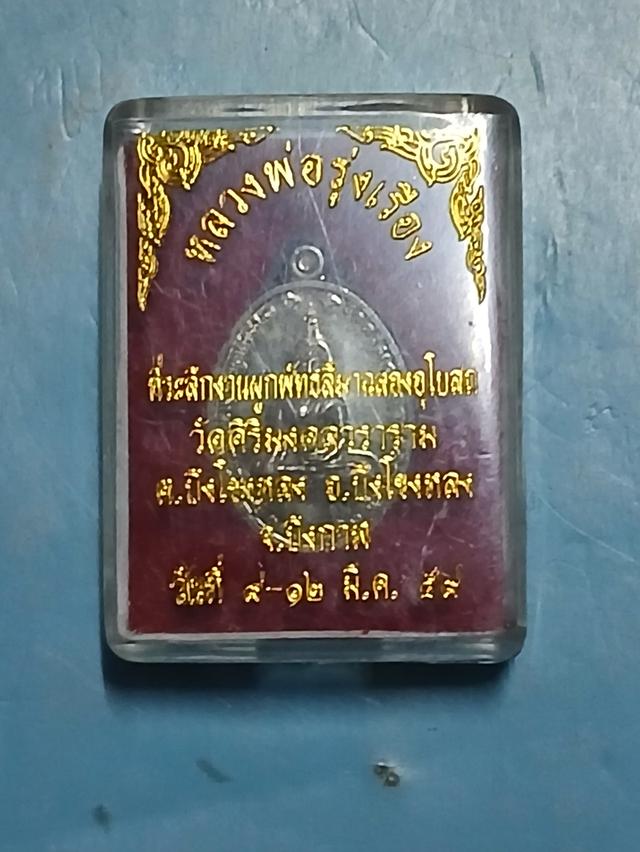 หลวงพ่อรุ่งเรือง
ที่ระลึกงานผูกพัทธสีมาฉลองอุโบสถ
วัดศิริมงคลวราราม
ต.บึงโขงหลง อ.บึงโขงหลง
จ.บึงกาฬ
วันที่ ๙-๑๒ มี.ค. ๕๙